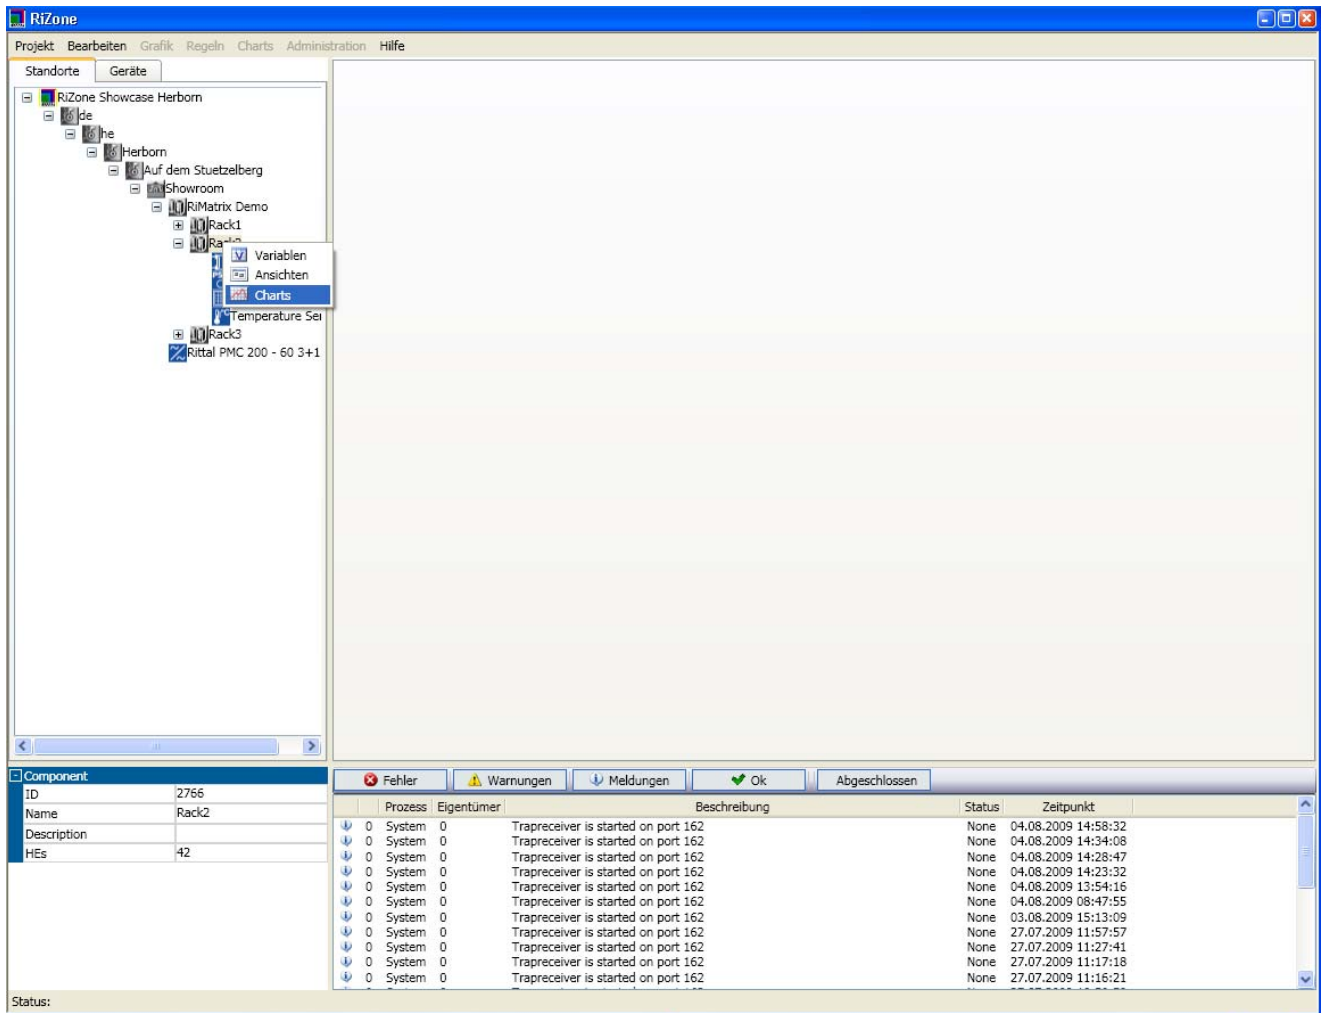 RiZone
Projekt Bearbeiten Grafik Regeln Charts Administration Hilfe
Standorte Geräte
RiZone Showcase Herborn
de
he
Herborn
Auf dem Stuetzelberg
Showroom
RiMatrix Demo
Rack1
Variablen
Ansichten
Charts
Temperature Se
Rack3
Rittal PMC 200 - 60 3+1
Component
ID 2766
Name Rack2
Description
HEs 42
Fehler Warnungen Meldungen Ok Abgeschlossen
Prozess Eigentümer Beschreibung Status Zeitpunkt
0 System 0 Trapreceiver is started on port 162 None 04.08.2009 14:58:32
0 System 0 Trapreceiver is started on port 162 None 04.08.2009 14:34:08
0 System 0 Trapreceiver is started on port 162 None 04.08.2009 14:28:47
0 System 0 Trapreceiver is started on port 162 None 04.08.2009 14:23:32
0 System 0 Trapreceiver is started on port 162 None 04.08.2009 13:54:16
0 System 0 Trapreceiver is started on port 162 None 04.08.2009 08:47:55
0 System 0 Trapreceiver is started on port 162 None 03.08.2009 15:13:09
0 System 0 Trapreceiver is started on port 162 None 27.07.2009 11:57:57
0 System 0 Trapreceiver is started on port 162 None 27.07.2009 11:27:41
0 System 0 Trapreceiver is started on port 162 None 27.07.2009 11:17:18
0 System 0 Trapreceiver is started on port 162 None 27.07.2009 11:16:21
Status: